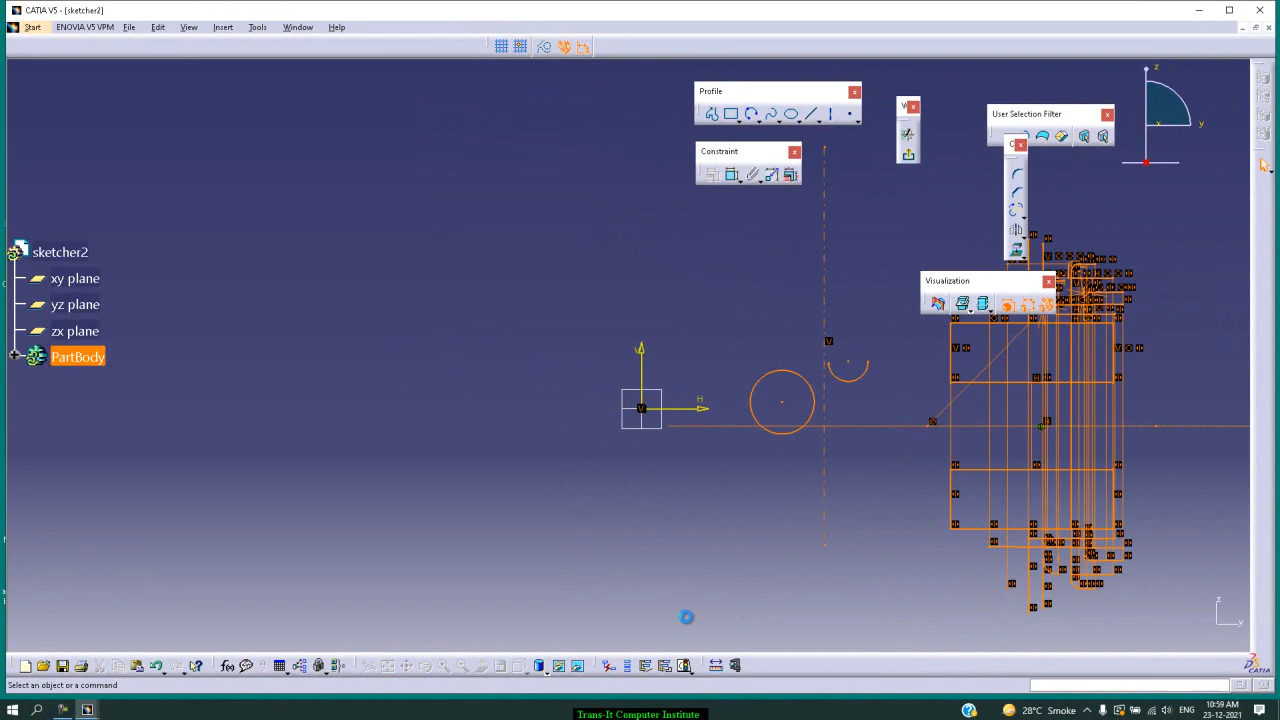 CATIA V5 - [sketcher2]
Start ENOVIA V5 VPM File Edit View Insert Tools Window Help
Profile
User Selection Filter
Constraint
Visualization
z
y
sketcher2
xy plane
yz plane
zx plane
PartBody
V
H
z
y
Select an object or a command
CATIA
10:59 AM
28°C Smoke
23-12-2021
Trans-It Computer Institute